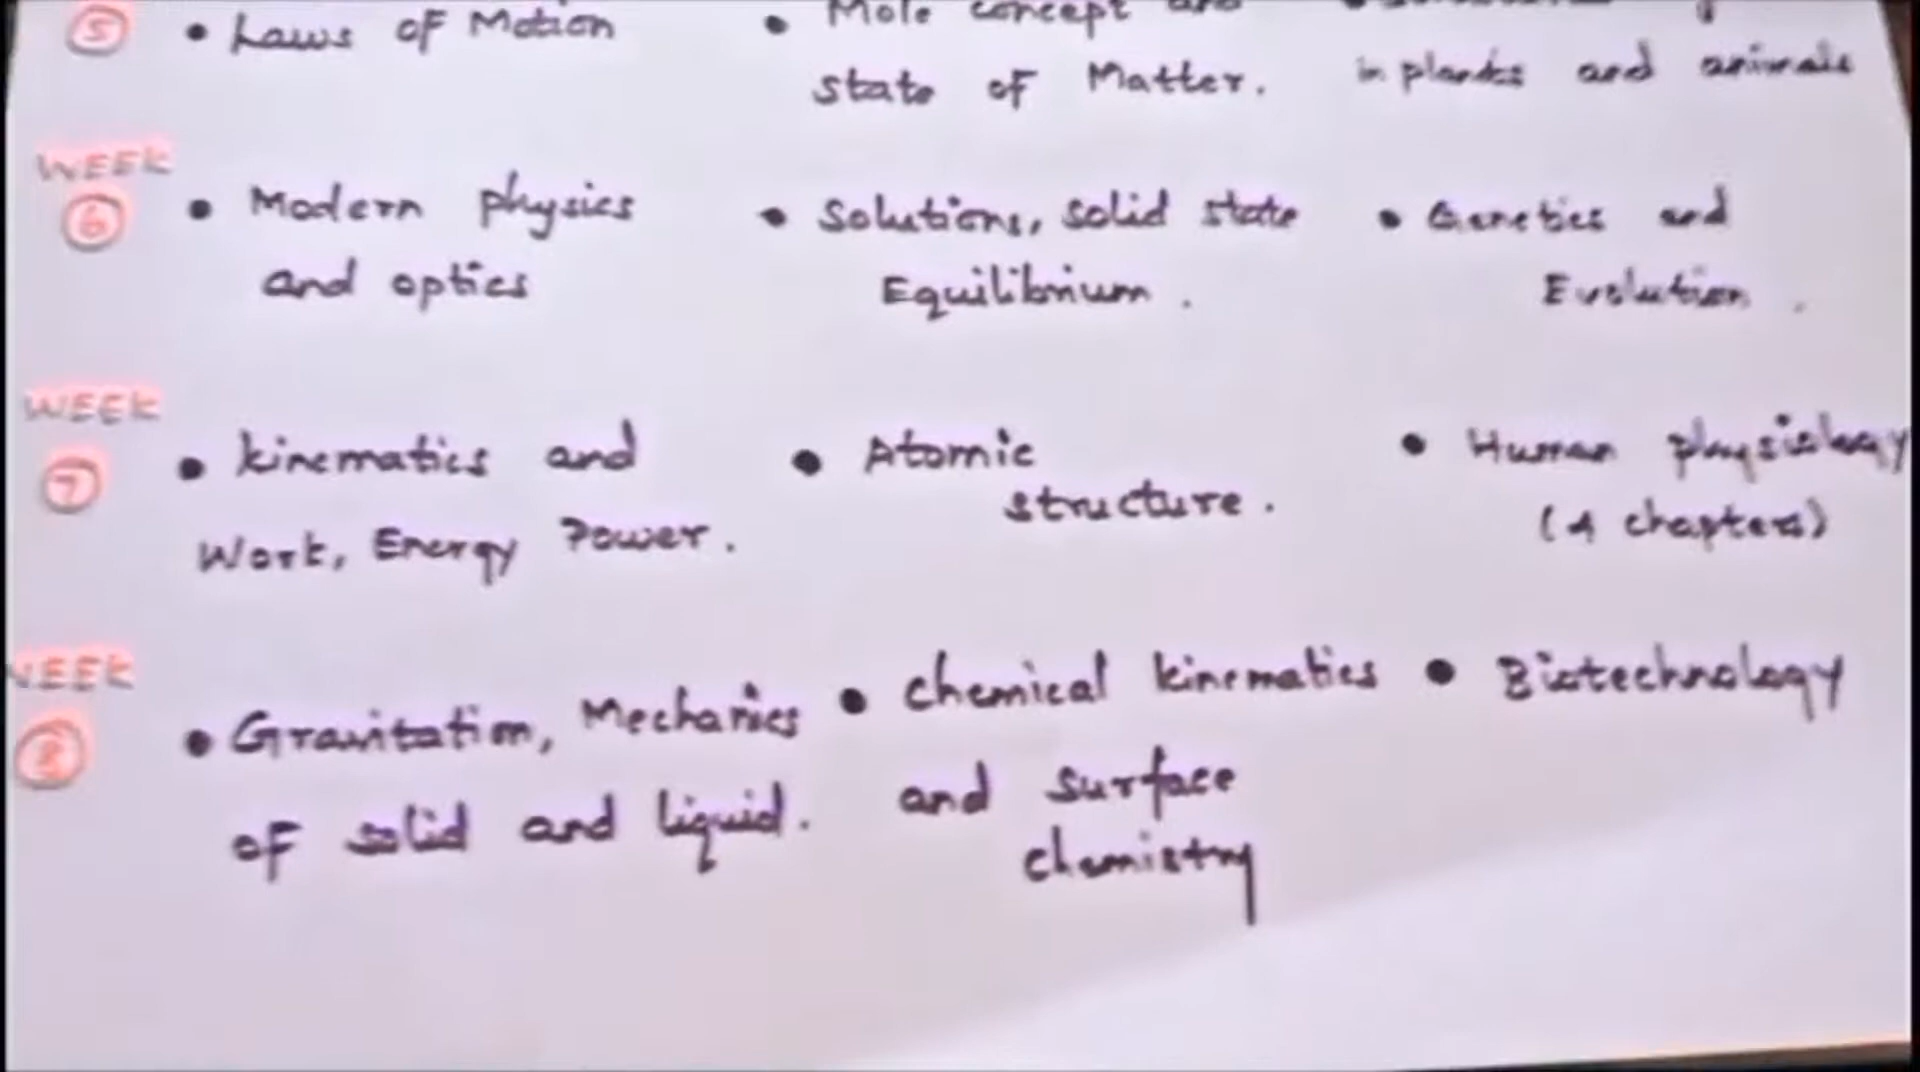 5 • Laws of Motion
• Mole concept and
state of Matter.
in plants and animals
WEEK
6 • Modern physics
and optics
• Solutions, solid state
Equilibrium.
• Genetics and
Evolution.
WEEK
7 • kinematics and
Work, Energy Power.
• Atomic
structure.
• Human physiology
(4 chapters)
WEEK
8 • Gravitation, Mechanics
of solid and liquid.
• chemical kinematics
and surface
chemistry
• Biotechnology